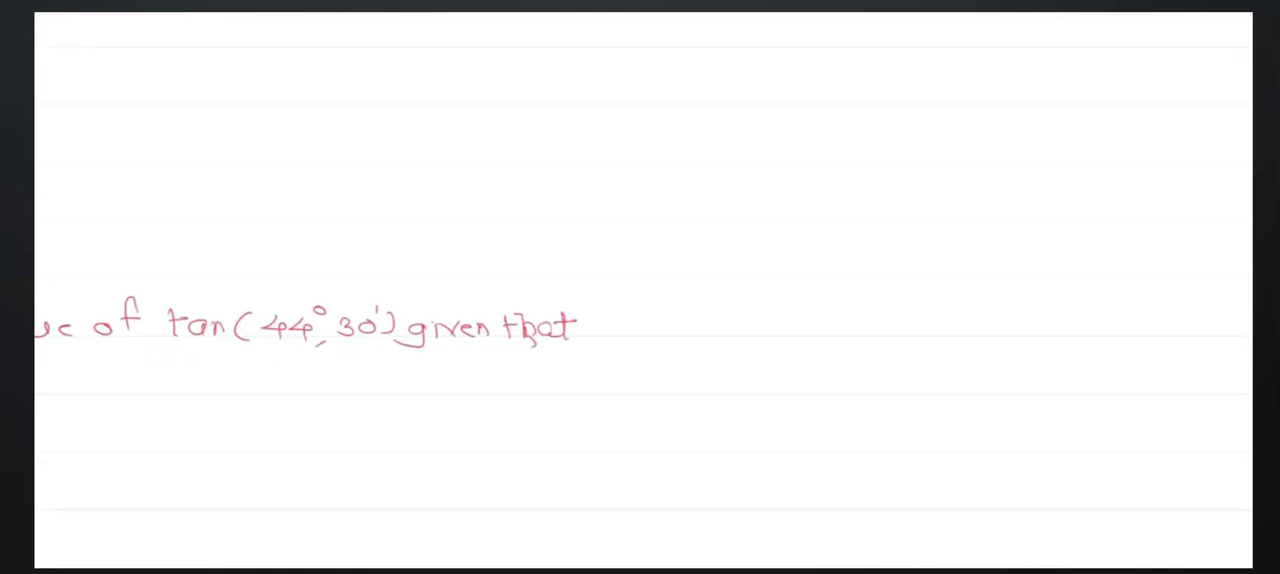 of tan(44°,30') given that